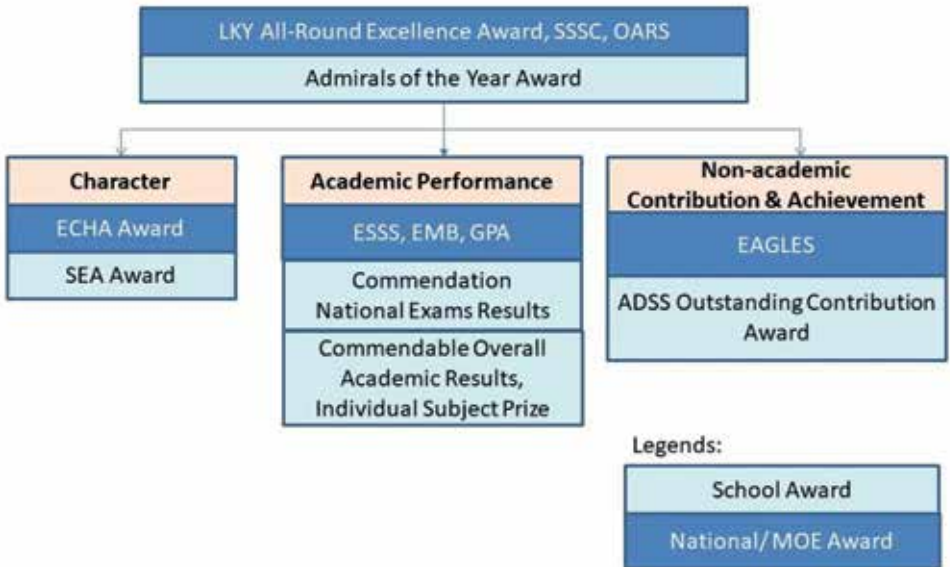 LKY All-Round Excellence Award, SSSC, OARS
Admirals of the Year Award
Character
ECHA Award
SEA Award
Academic Performance
ESSS, EMB, GPA
Commendation
National Exams Results
Commendable Overall
Academic Results,
Individual Subject Prize
Non-academic
Contribution & Achievement
EAGLES
ADSS Outstanding Contribution
Award
Legends:
School Award
National/ MOE Award